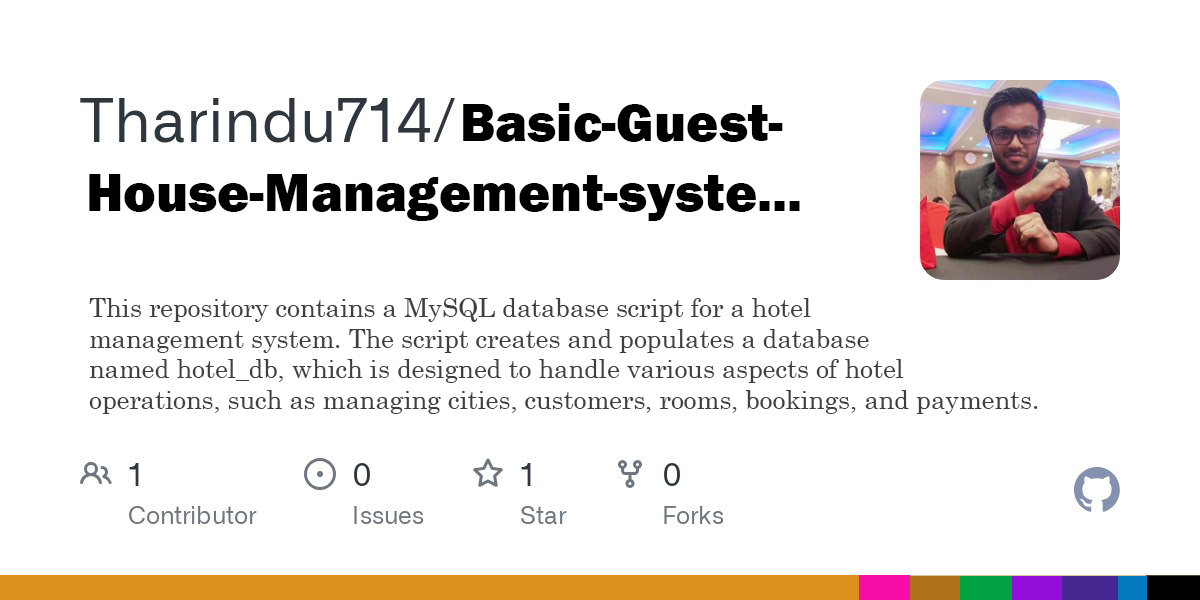 Tharindu714/Basic-Guest-
House-Management-syste...
This repository contains a MySQL database script for a hotel
management system. The script creates and populates a database
named hotel_db, which is designed to handle various aspects of hotel
operations, such as managing cities, customers, rooms, bookings, and payments.
1 0 1 0
Contributor Issues Star Forks